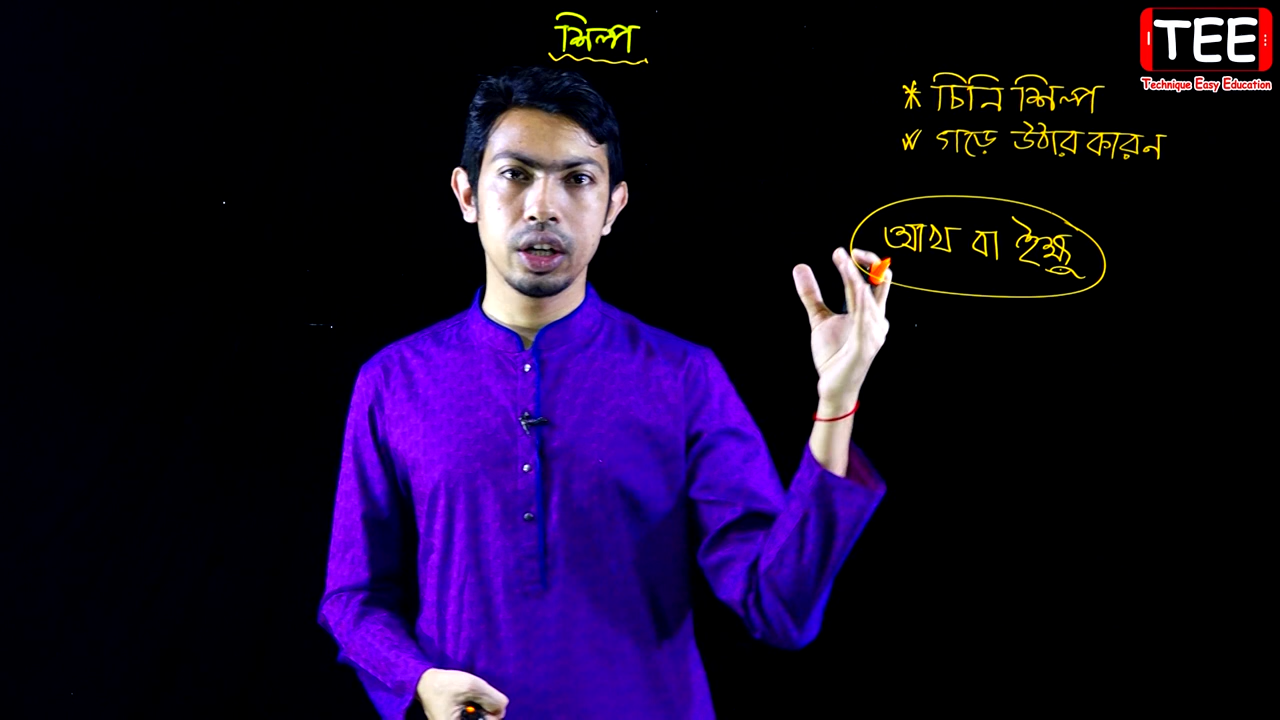 শিল্প
TEE
Technique Easy Education
* চিনি শিল্প
✓ গড়ে উঠার কারন
আখ বা ইক্ষু